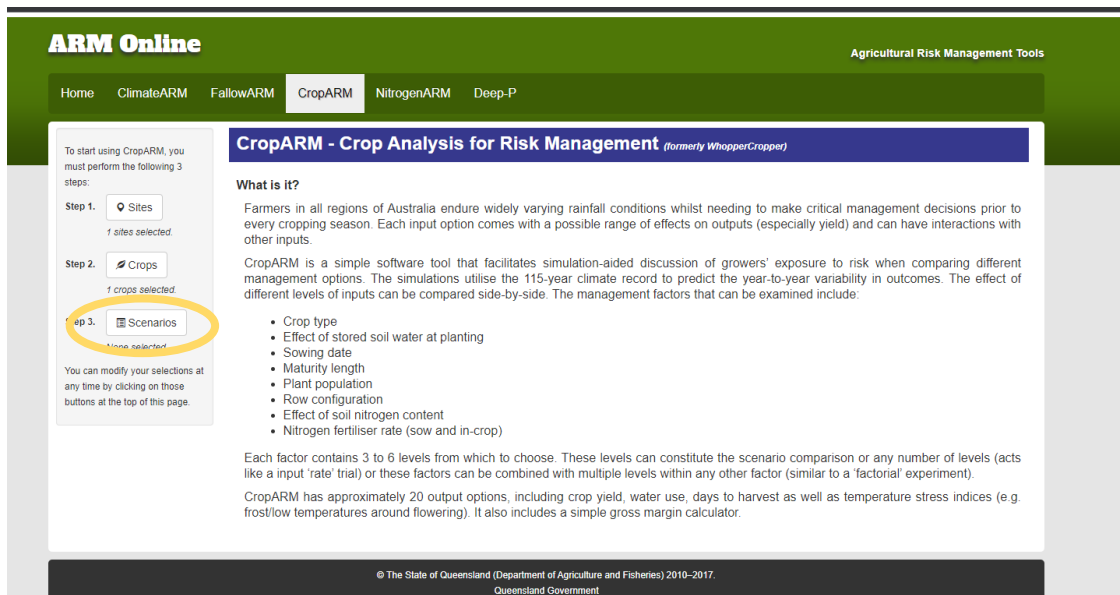 ARM Online
Agricultural Risk Management Tools
Home ClimateARM FallowARM CropARM NitrogenARM Deep-P
To start using CropARM, you
must perform the following 3
steps:
Step 1. Sites
1 sites selected.
Step 2. Crops
1 crops selected.
Step 3. Scenarios
None selected
You can modify your selections at
any time by clicking on those
buttons at the top of this page.
CropARM - Crop Analysis for Risk Management (formerly WhopperCropper)
What is it?
Farmers in all regions of Australia endure widely varying rainfall conditions whilst needing to make critical management decisions prior to
every cropping season. Each input option comes with a possible range of effects on outputs (especially yield) and can have interactions with
other inputs.
CropARM is a simple software tool that facilitates simulation-aided discussion of growers' exposure to risk when comparing different
management options. The simulations utilise the 115-year climate record to predict the year-to-year variability in outcomes. The effect of
different levels of inputs can be compared side-by-side. The management factors that can be examined include:
• Crop type
• Effect of stored soil water at planting
• Sowing date
• Maturity length
• Plant population
• Row configuration
• Effect of soil nitrogen content
• Nitrogen fertiliser rate (sow and in-crop)
Each factor contains 3 to 6 levels from which to choose. These levels can constitute the scenario comparison or any number of levels (acts
like a input 'rate' trial) or these factors can be combined with multiple levels within any other factor (similar to a 'factorial' experiment).
CropARM has approximately 20 output options, including crop yield, water use, days to harvest as well as temperature stress indices (e.g.
frost/low temperatures around flowering). It also includes a simple gross margin calculator.
© The State of Queensland (Department of Agriculture and Fisheries) 2010–2017.
Queensland Government